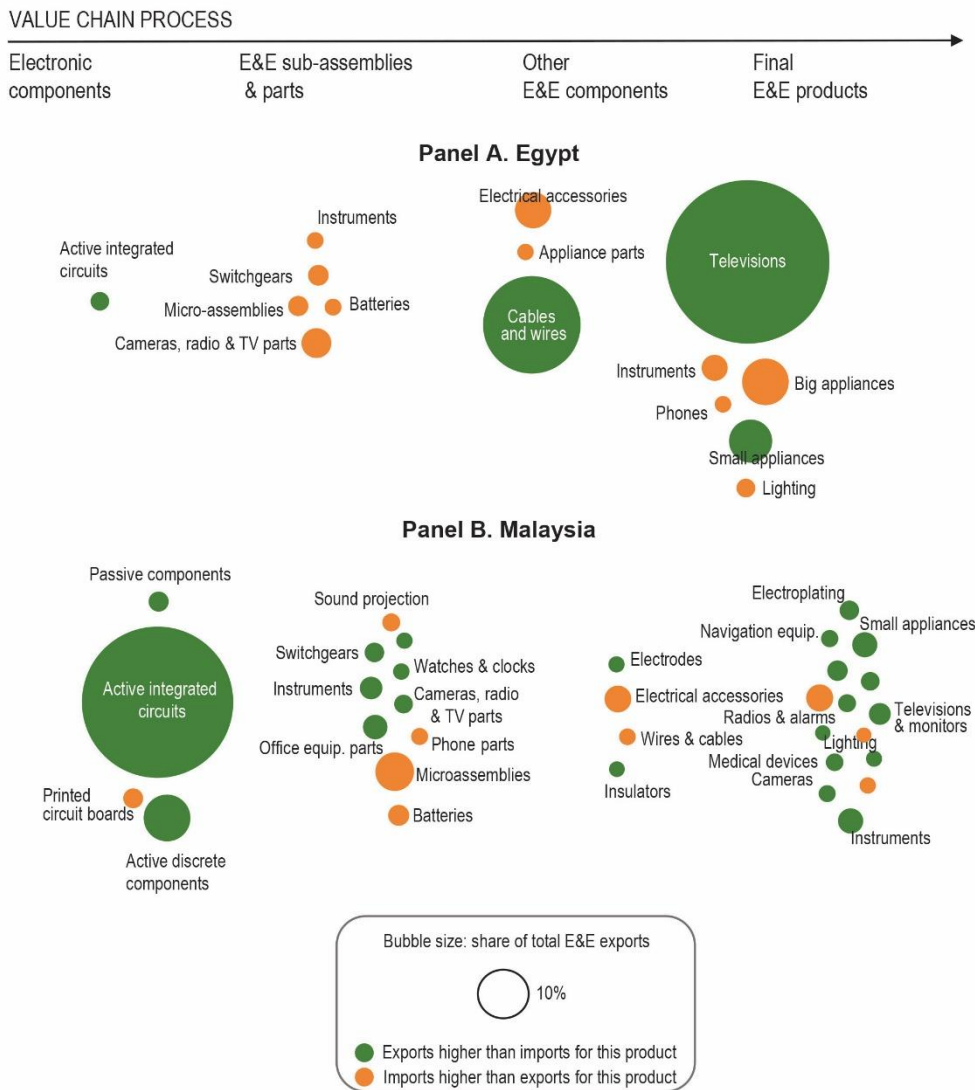 VALUE CHAIN PROCESS
Electronic
components
E&E sub-assemblies
& parts
Other
E&E components
Final
E&E products
Panel A. Egypt
Active integrated
circuits
Instruments
Switchgears
Micro-assemblies
Batteries
Cameras, radio & TV parts
Electrical accessories
Appliance parts
Cables
and wires
Televisions
Instruments
Big appliances
Phones
Small appliances
Lighting
Panel B. Malaysia
Passive components
Active integrated
circuits
Printed
circuit boards
Active discrete
components
Sound projection
Switchgears
Watches & clocks
Instruments
Cameras, radio
& TV parts
Office equip. parts
Phone parts
Microassemblies
Batteries
Electrodes
Electrical accessories
Wires & cables
Insulators
Electroplating
Small appliances
Navigation equip.
Radios & alarms
Televisions
& monitors
Lighting
Medical devices
Cameras
Instruments
Bubble size: share of total E&E exports
10%
Exports higher than imports for this product
Imports higher than exports for this product